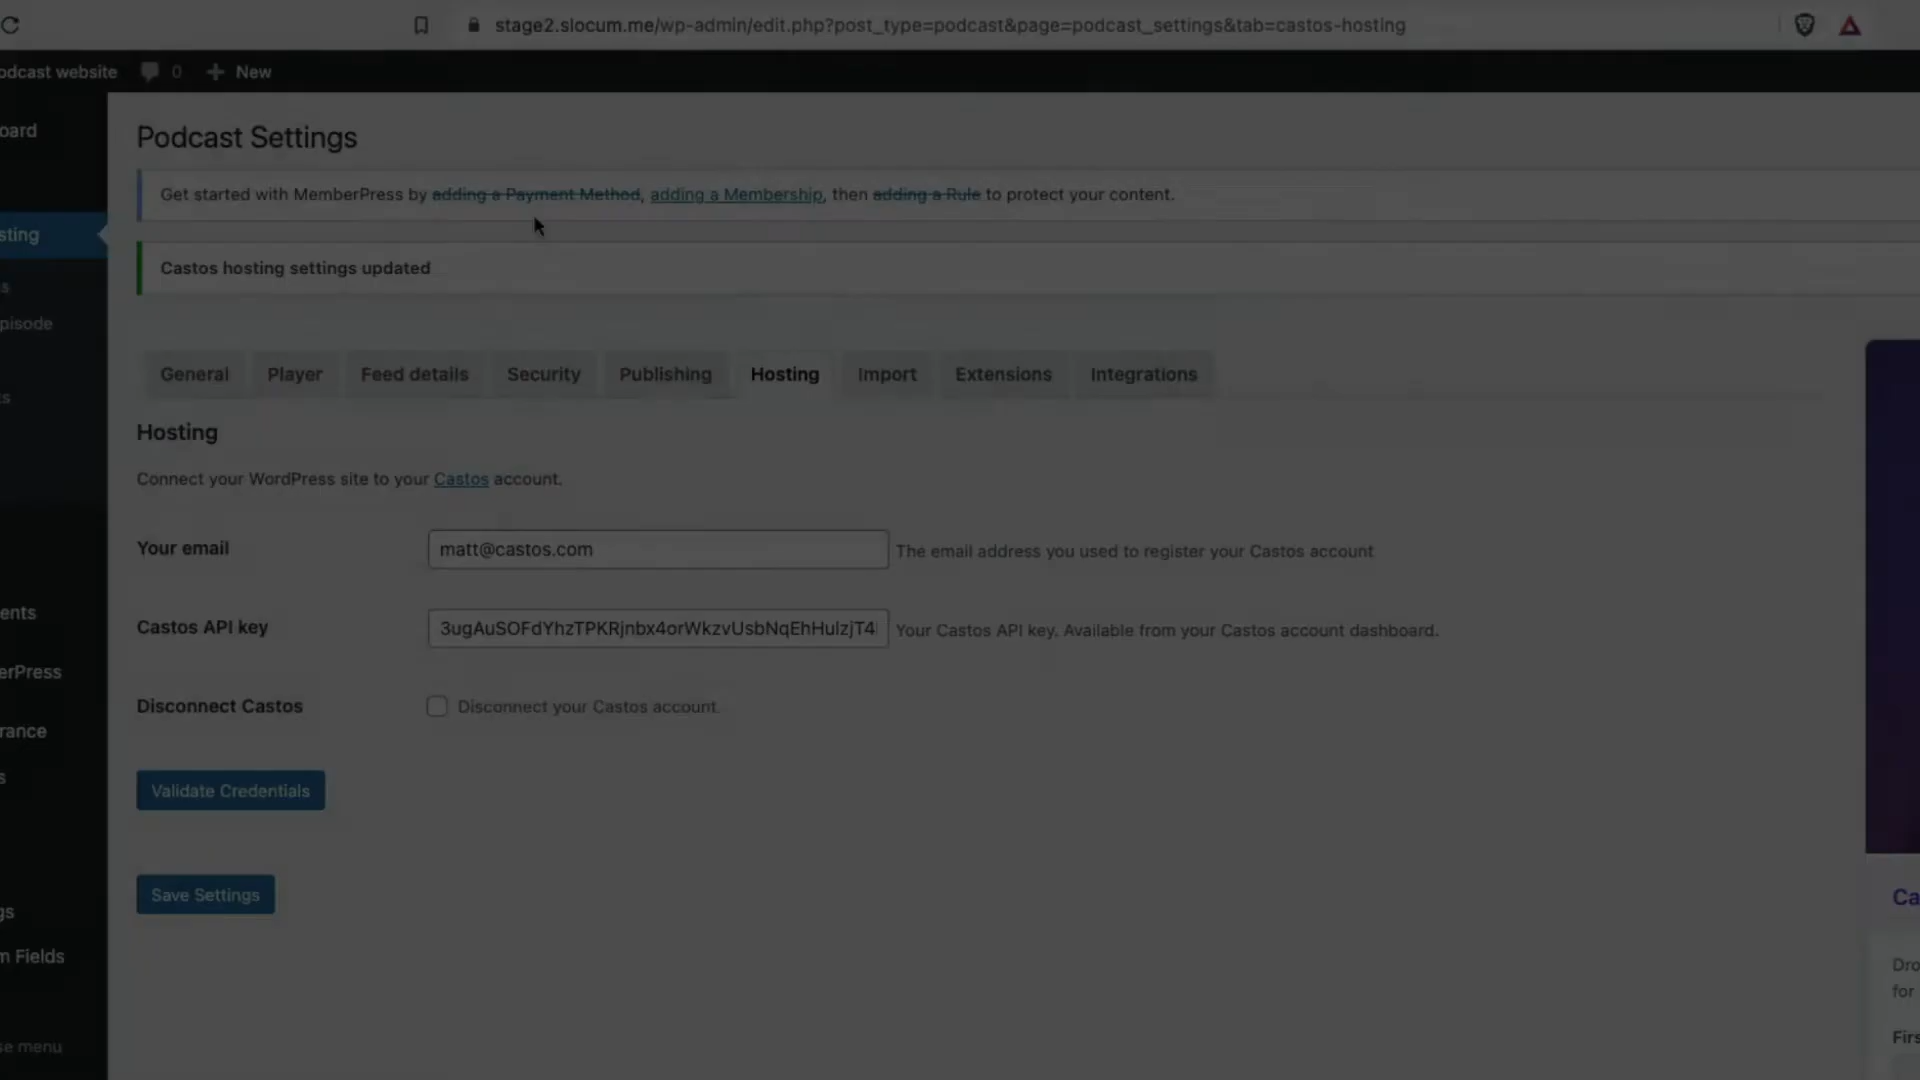 stage2.slocum.me/wp-admin/edit.php?post_type=podcast&page=podcast_settings&tab=castos-hosting
odcast website 0 + New
oard
Podcast Settings
Get started with MemberPress by adding a Payment Method, adding a Membership, then adding a Rule to protect your content.
sting
Castos hosting settings updated
s
pisode
General Player Feed details Security Publishing Hosting Import Extensions Integrations
ts
Hosting
Connect your WordPress site to your Castos account.
Your email matt@castos.com The email address you used to register your Castos account
ents
Castos API key 3ugAuSOFdYhzTPKRjnbx4orWkzvUsbNqEhHulzjT4 Your Castos API key. Available from your Castos account dashboard.
erPress
Disconnect Castos Disconnect your Castos account.
rance
s
Validate Credentials
Save Settings
Ca
gs
m Fields
Dro
for
Firs
se menu